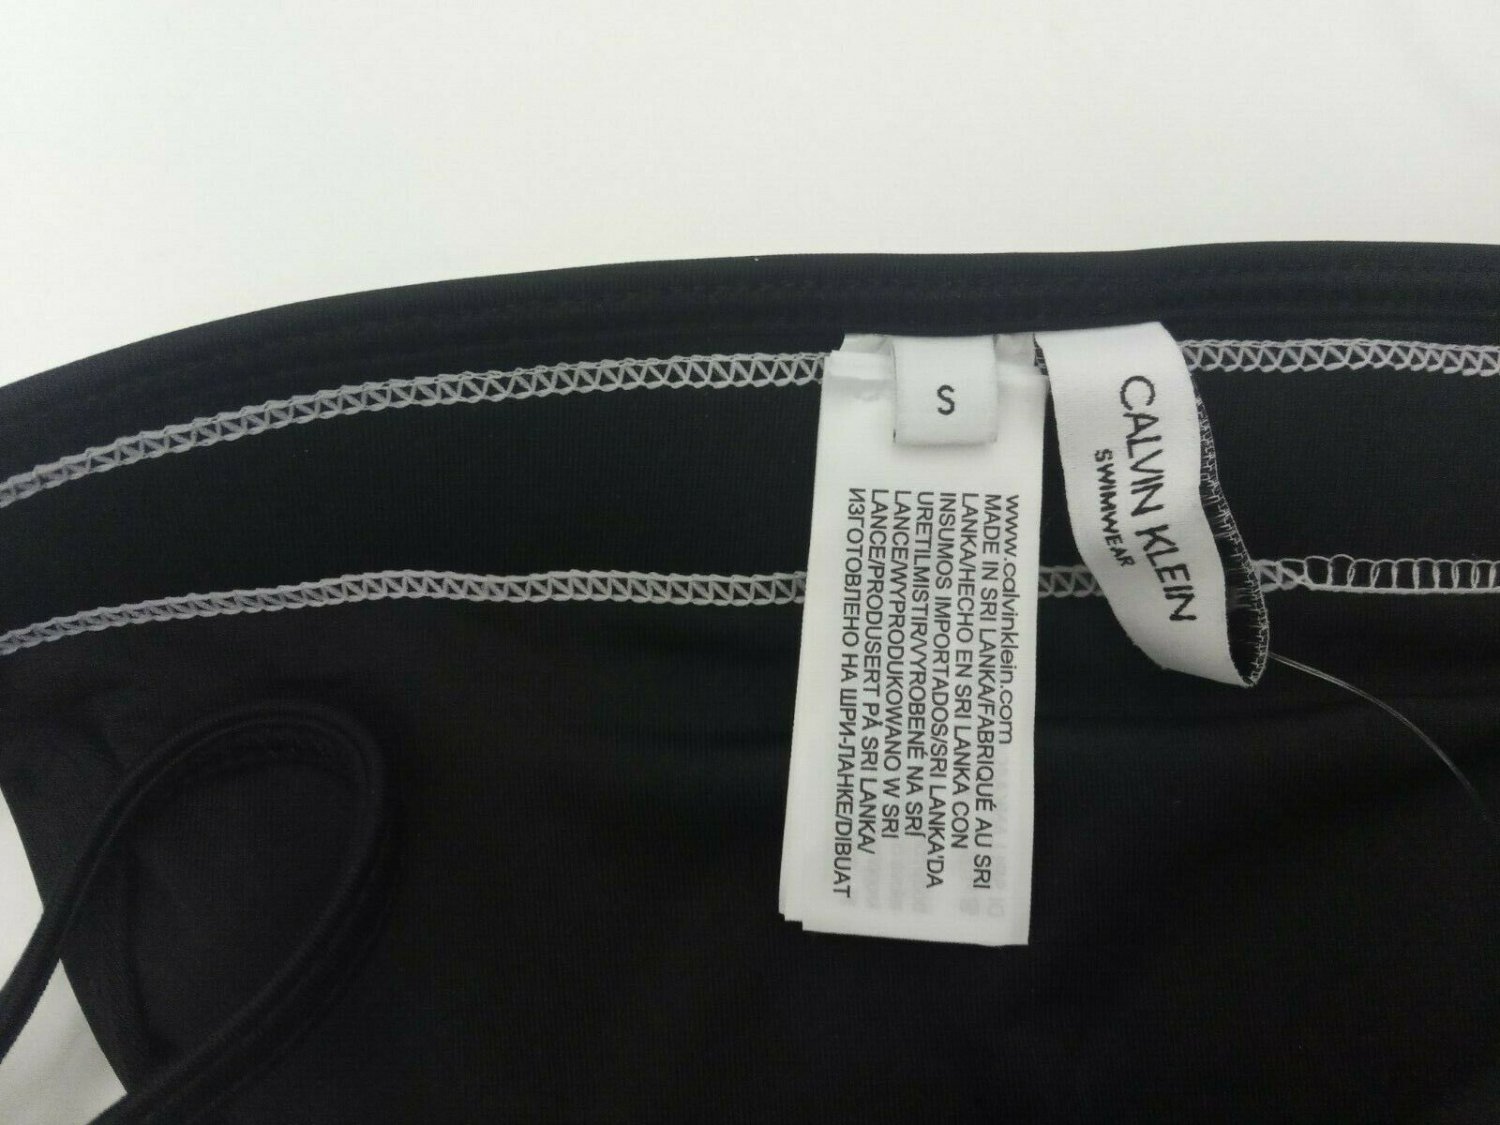 S
CALVIN KLEIN
SWIMWEAR
www.calvinklein.com
MADE IN SRI LANKA/FABRIQUÉ AU SRI
LANKA/HECHO EN SRI LANKA CON
INSUMOS IMPORTADOS/SRI LANKA'DA
URETILMISTIR/VYROBENÉ NA SRÍ
LANCE/WYPRODUKOWANO W SRI
LANCE/PRODUSERT PÅ SRI LANKA/
ИЗГОТОВЛЕНО НА ШРИ-ЛАНКЕ/DIBUAT